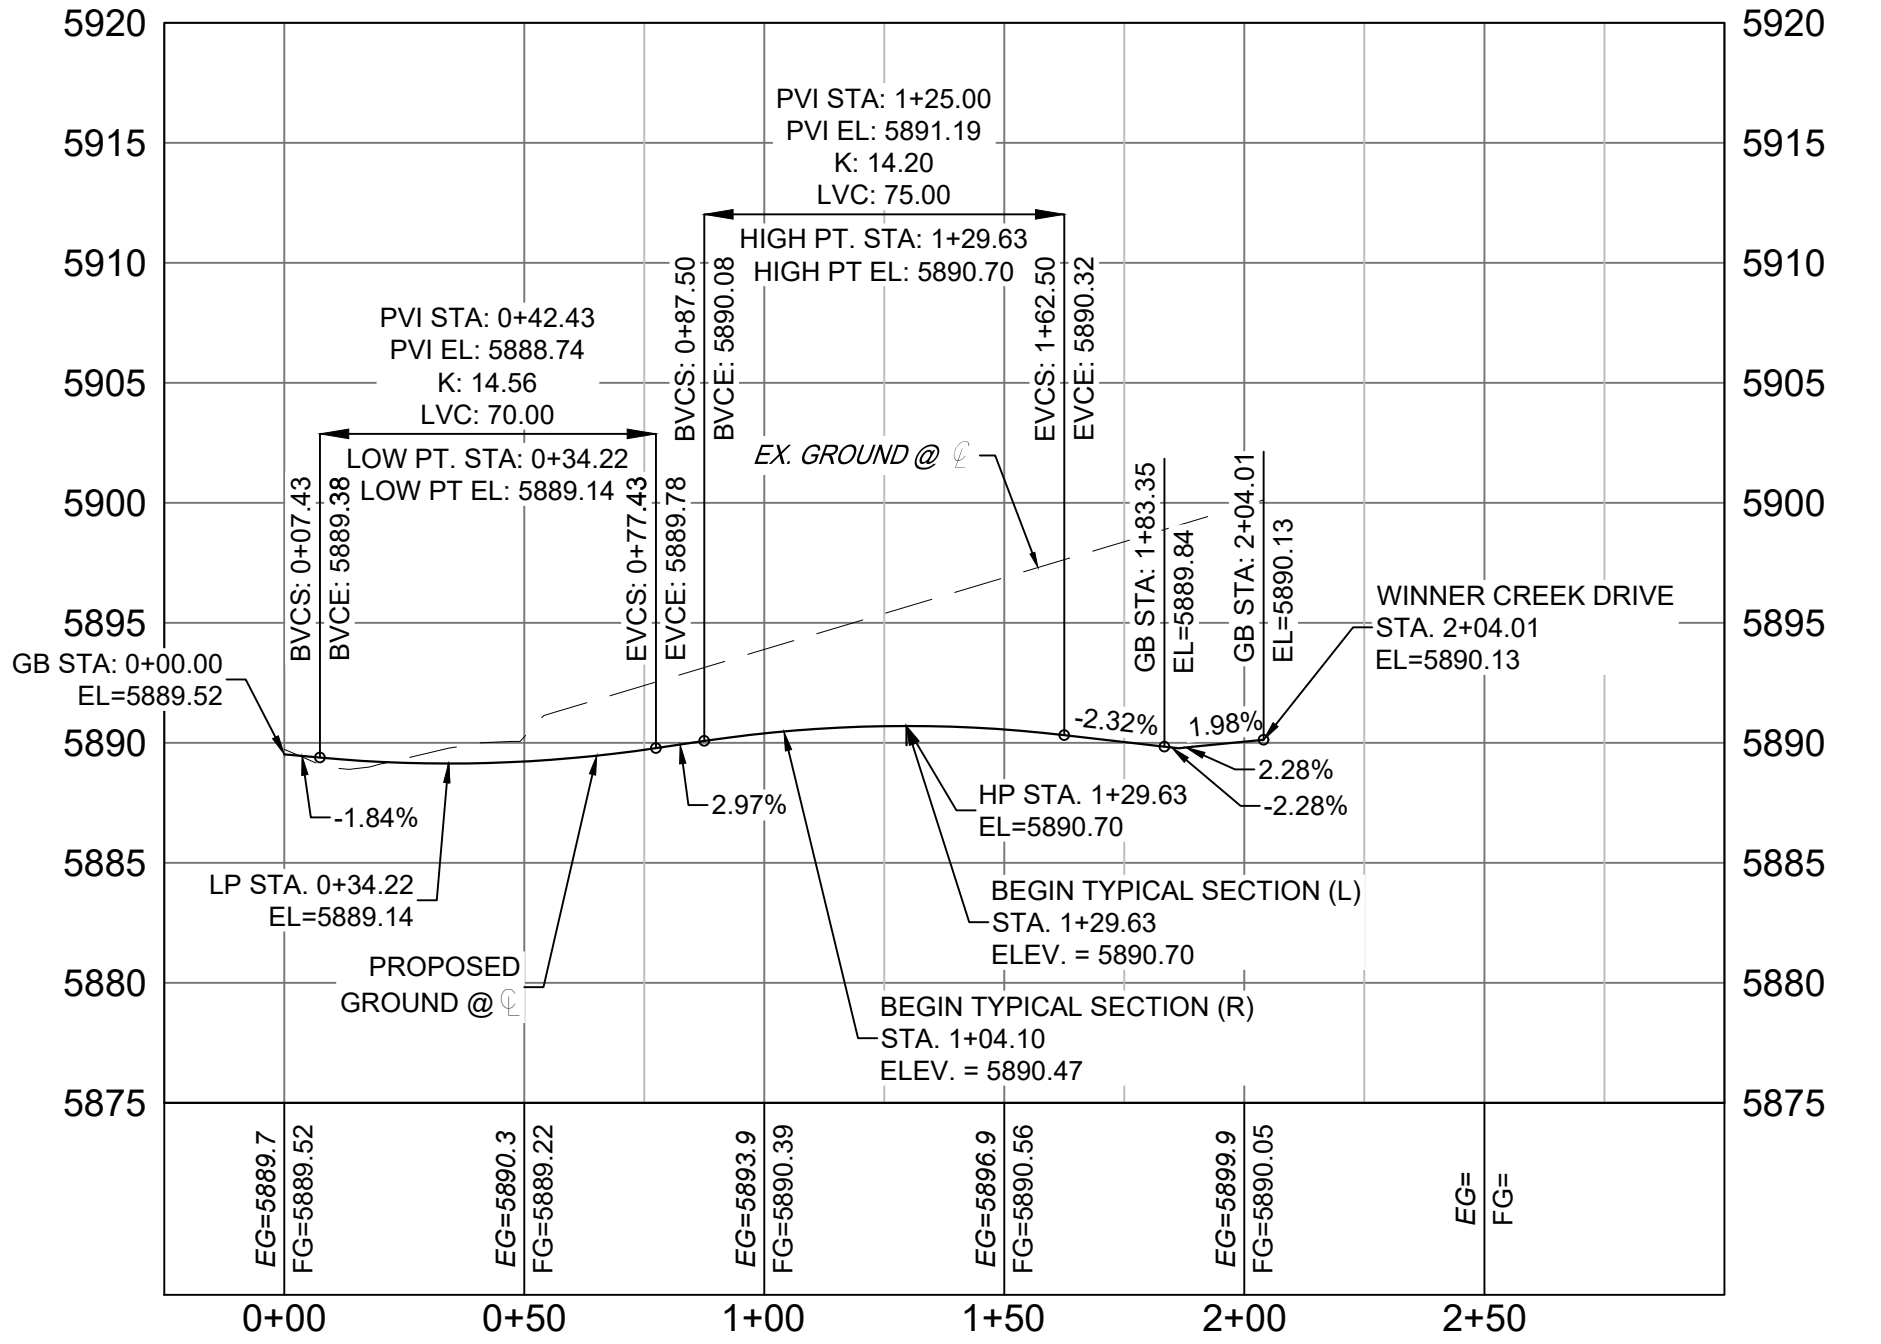 5920
5920
5915
5915
5910
5910
5905
5905
5900
5900
5895
5895
5890
5890
5885
5885
5880
5880
5875
5875
PVI STA: 1+25.00
PVI EL: 5891.19
K: 14.20
LVC: 75.00
HIGH PT. STA: 1+29.63
HIGH PT EL: 5890.70
BVCS: 0+87.50
BVCE: 5890.08
EVCS: 1+62.50
EVCE: 5890.32
PVI STA: 0+42.43
PVI EL: 5888.74
K: 14.56
LVC: 70.00
LOW PT. STA: 0+34.22
LOW PT EL: 5889.14
BVCS: 0+07.43
BVCE: 5889.38
EVCS: 0+77.43
EVCE: 5889.78
EX. GROUND @ ℄
GB STA: 1+83.35
EL=5889.84
GB STA: 2+04.01
EL=5890.13
WINNER CREEK DRIVE
STA. 2+04.01
EL=5890.13
GB STA: 0+00.00
EL=5889.52
-2.32%
1.98%
2.28%
-2.28%
-1.84%
2.97%
HP STA. 1+29.63
EL=5890.70
LP STA. 0+34.22
EL=5889.14
BEGIN TYPICAL SECTION (L)
STA. 1+29.63
ELEV. = 5890.70
PROPOSED
GROUND @ ℄
BEGIN TYPICAL SECTION (R)
STA. 1+04.10
ELEV. = 5890.47
EG=5889.7
FG=5889.52
EG=5890.3
FG=5889.22
EG=5893.9
FG=5890.39
EG=5896.9
FG=5890.56
EG=5899.9
FG=5890.05
EG=
FG=
0+00
0+50
1+00
1+50
2+00
2+50